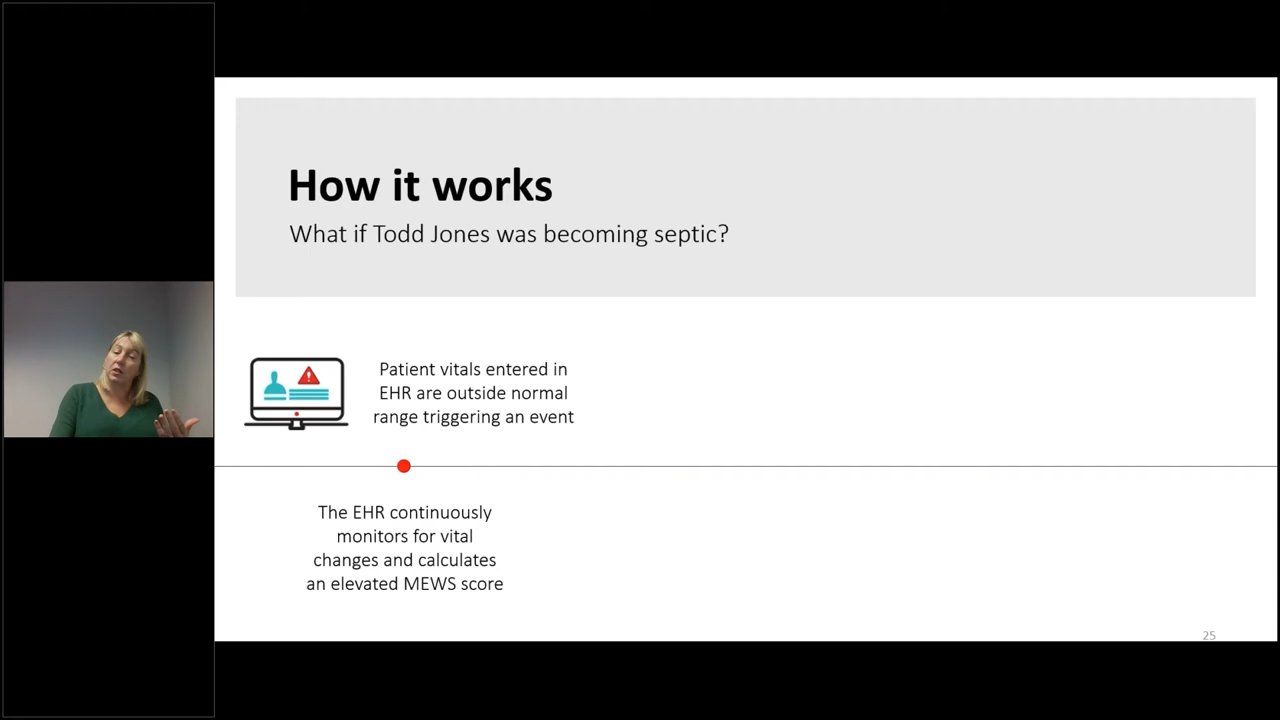 How it works
What if Todd Jones was becoming septic?
Patient vitals entered in
EHR are outside normal
range triggering an event
The EHR continuously
monitors for vital
changes and calculates
an elevated MEWS score
25